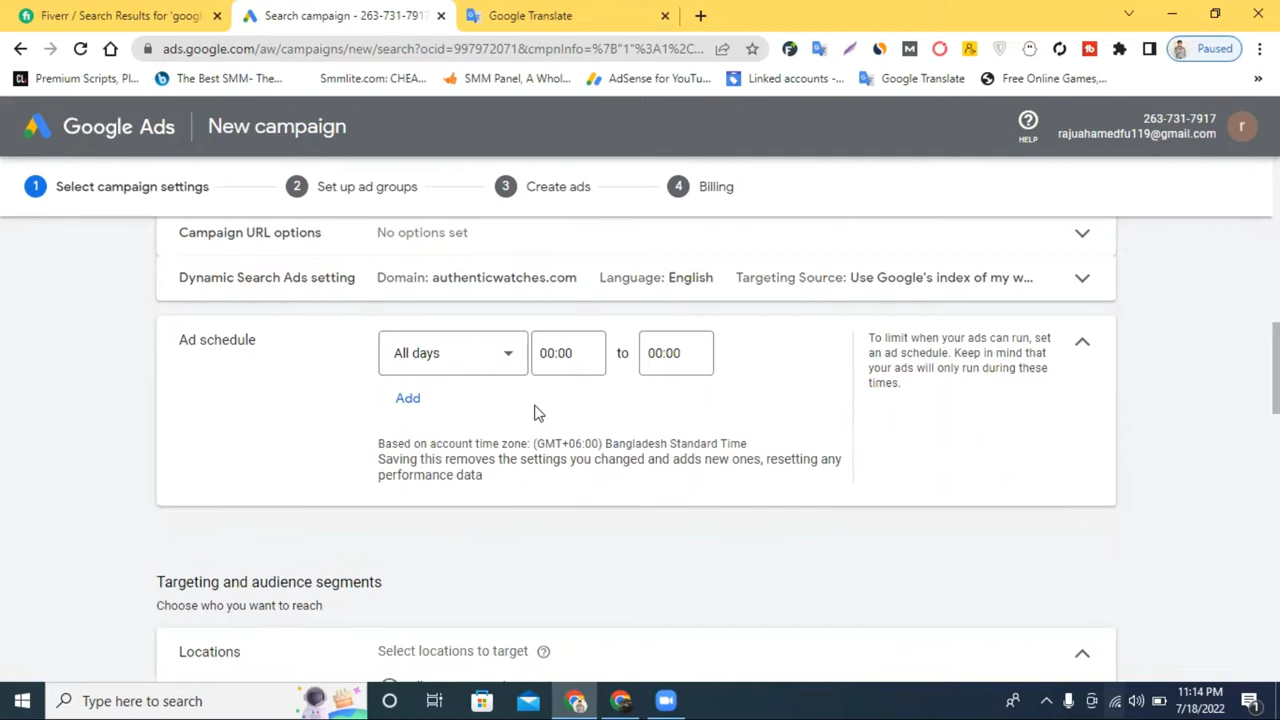 Fiverr / Search Results for 'googl
Search campaign - 263-731-7917
Google Translate
ads.google.com/aw/campaigns/new/search?ocid=997972071&cmpnInfo=%7B"1"%3A1%2C...
Paused
Premium Scripts, Pl...
The Best SMM- The...
Smmlite.com: CHEA...
SMM Panel, A Whol...
AdSense for YouTu...
Linked accounts -...
Google Translate
Free Online Games,...
»
Google Ads
New campaign
HELP
263-731-7917
rajuahamedfu119@gmail.com
r
1 Select campaign settings
2 Set up ad groups
3 Create ads
4 Billing
Campaign URL options
No options set
Dynamic Search Ads setting
Domain: authenticwatches.com Language: English Targeting Source: Use Google's index of my w...
Ad schedule
All days
00:00 to 00:00
Add
Based on account time zone: (GMT+06:00) Bangladesh Standard Time
Saving this removes the settings you changed and adds new ones, resetting any
performance data
To limit when your ads can run, set
an ad schedule. Keep in mind that
your ads will only run during these
times.
Targeting and audience segments
Choose who you want to reach
Locations
Select locations to target
Type here to search
11:14 PM
7/18/2022